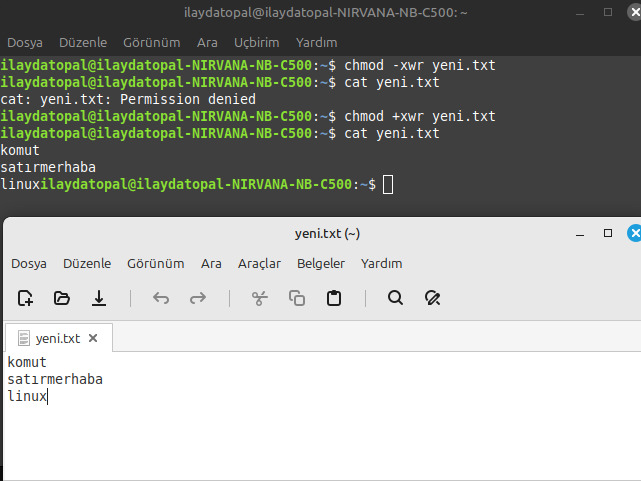 ilaydatopal@ilaydatopal-NIRVANA-NB-C500: ~
Dosya Düzenle Görünüm Ara Uçbirim Yardım
ilaydatopal@ilaydatopal-NIRVANA-NB-C500:~$ chmod -xwr yeni.txt
ilaydatopal@ilaydatopal-NIRVANA-NB-C500:~$ cat yeni.txt
cat: yeni.txt: Permission denied
ilaydatopal@ilaydatopal-NIRVANA-NB-C500:~$ chmod +xwr yeni.txt
ilaydatopal@ilaydatopal-NIRVANA-NB-C500:~$ cat yeni.txt
komut
satırmerhaba
linuxilaydatopal@ilaydatopal-NIRVANA-NB-C500:~$
yeni.txt (~)
Dosya Düzenle Görünüm Ara Araçlar Belgeler Yardım
yeni.txt
komut
satırmerhaba
linux